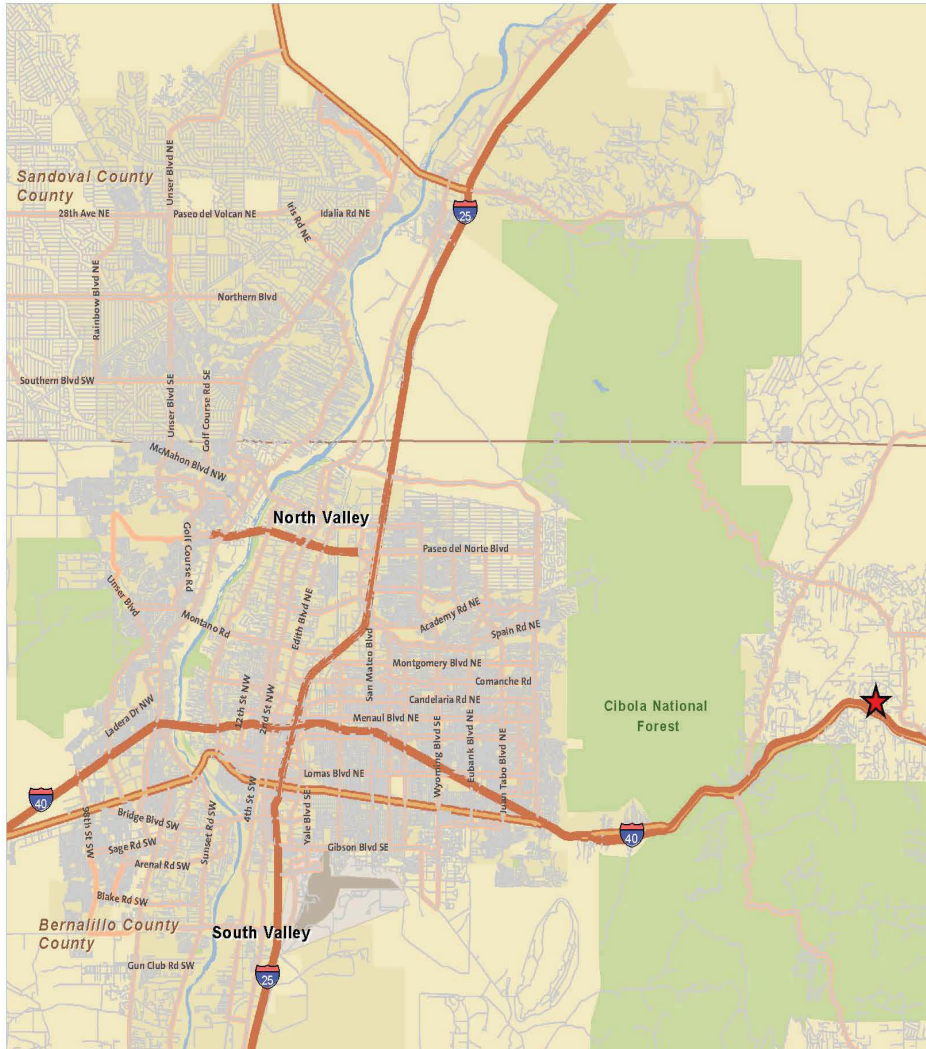 Sandoval County
County
Unser Blvd NE
28th Ave NE
Paseo del Volcan NE
Iris Rd NE
Idalia Rd NE
25
Rainbow Blvd NE
Northern Blvd
Southern Blvd SW
Unser Blvd SE
Golf Course Rd SE
McMahon Blvd NW
North Valley
Golf Course Rd
Paseo del Norte Blvd
Unser Blvd
Montano Rd
Edith Blvd NE
Academy Rd NE
Spain Rd NE
San Mateo Blvd
Montgomery Blvd NE
Comanche Rd
Candelaria Rd NE
Cibola National
Forest
Ladera Dr NW
12th St NW
2nd St NW
Menaul Blvd NE
Wyoming Blvd SE
Eubank Blvd NE
Juan Tabo Blvd NE
Lomas Blvd NE
40
4th St SW
Yale Blvd SE
98th St SW
Bridge Blvd SW
Sunset Rd SW
Sage Rd SW
Gibson Blvd SE
40
Arenal Rd SW
Blake Rd SW
Bernalillo County
County
South Valley
Gun Club Rd SW
25